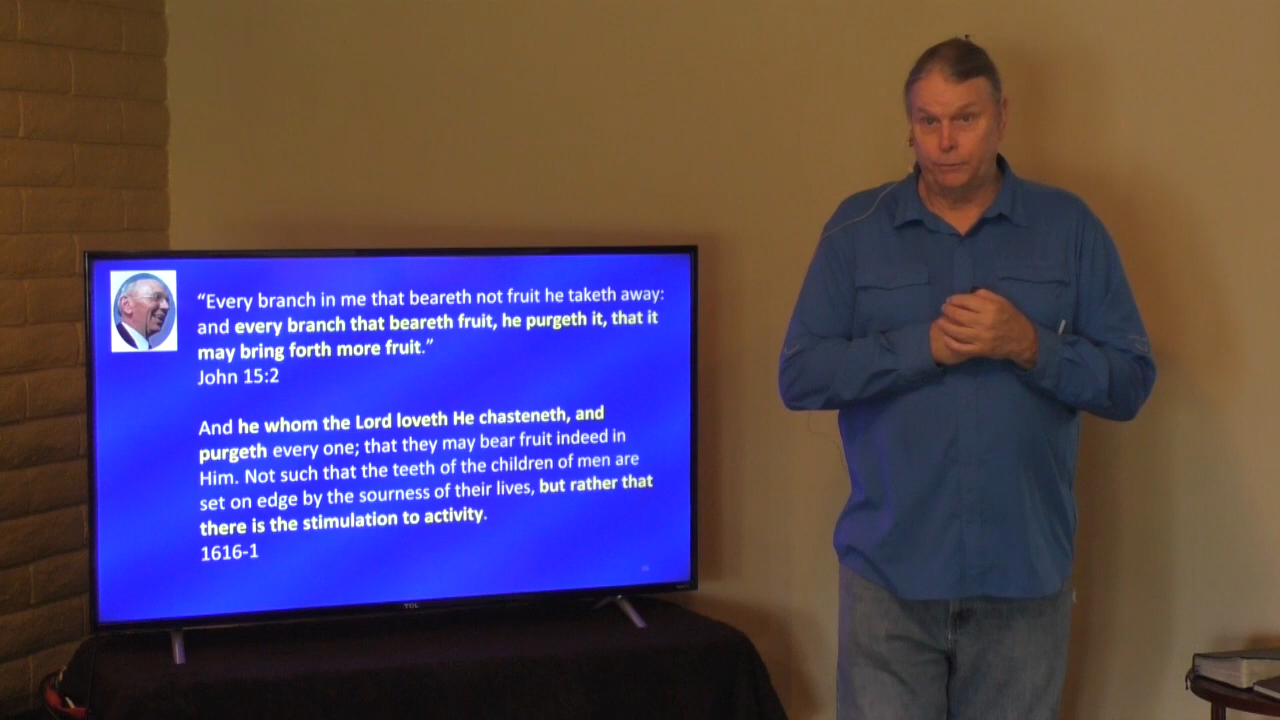 “Every branch in me that beareth not fruit he taketh away:
and every branch that beareth fruit, he purgeth it, that it
may bring forth more fruit.”
John 15:2
And he whom the Lord loveth He chasteneth, and
purgeth every one; that they may bear fruit indeed in
Him. Not such that the teeth of the children of men are
set on edge by the sourness of their lives, but rather that
there is the stimulation to activity.
1616-1
TCL